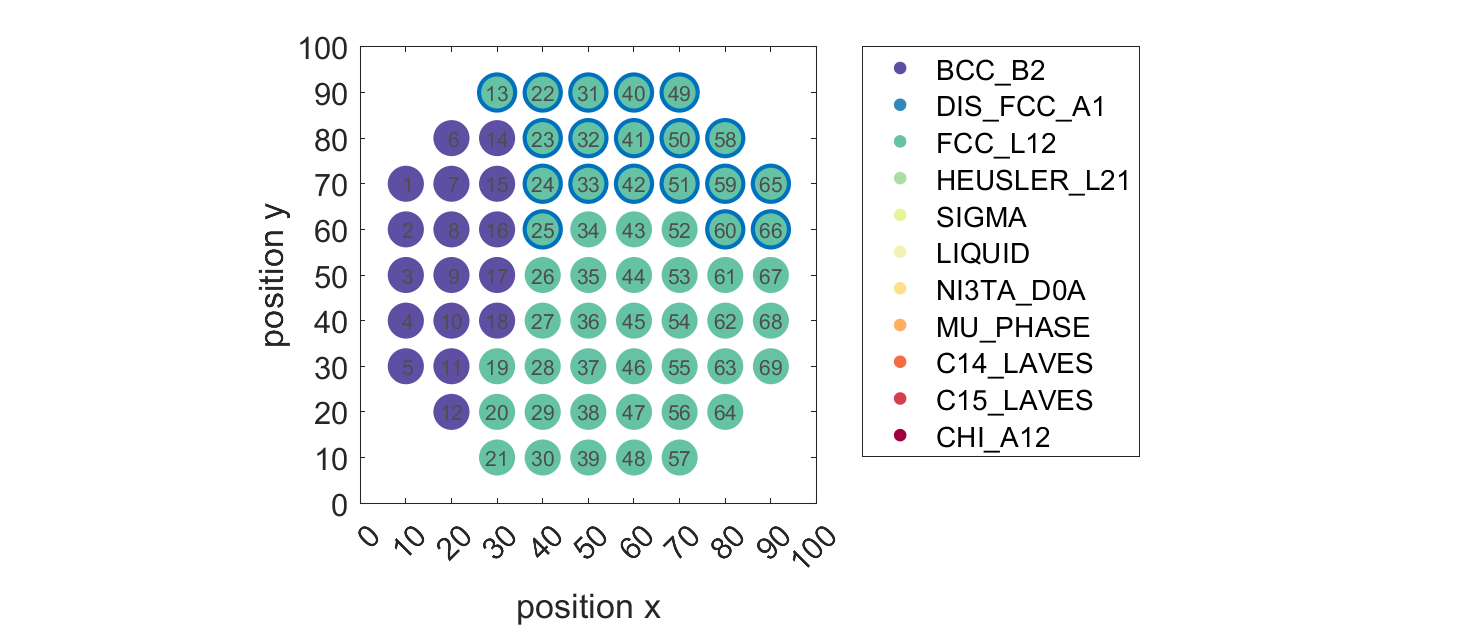 100
90
80
70
60
50
40
30
20
10
0
position y
13 22 31 40 49
6 14 23 32 41 50 58
1 7 15 24 33 42 51 59 65
2 8 16 25 34 43 52 60 66
3 9 17 26 35 44 53 61 67
4 10 18 27 36 45 54 62 68
5 11 19 28 37 46 55 63 69
12 20 29 38 47 56 64
21 30 39 48 57
0 10 20 30 40 50 60 70 80 90 100
position x
BCC_B2
DIS_FCC_A1
FCC_L12
HEUSLER_L21
SIGMA
LIQUID
NI3TA_D0A
MU_PHASE
C14_LAVES
C15_LAVES
CHI_A12